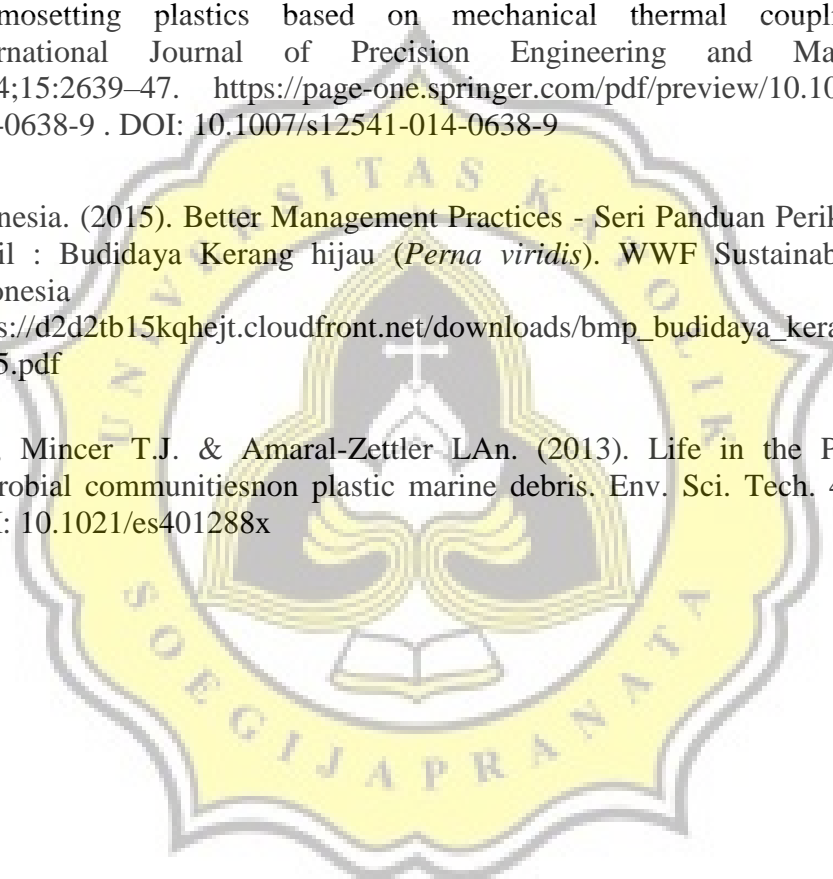 mosetting plastics based on mechanical thermal coupli
rnational Journal of Precision Engineering and Ma
4;15:2639–47. https://page-one.springer.com/pdf/preview/10.10
-0638-9 . DOI: 10.1007/s12541-014-0638-9
nesia. (2015). Better Management Practices - Seri Panduan Perik
il : Budidaya Kerang hijau (Perna viridis). WWF Sustainab
onesia
s://d2d2tb15kqhejt.cloudfront.net/downloads/bmp_budidaya_kera
5.pdf
Mincer T.J. & Amaral-Zettler LAn. (2013). Life in the P
robial communitiesnon plastic marine debris. Env. Sci. Tech. 4
I: 10.1021/es401288x
UNIVERSITAS KATOLIK
SOEGIJAPRANATA